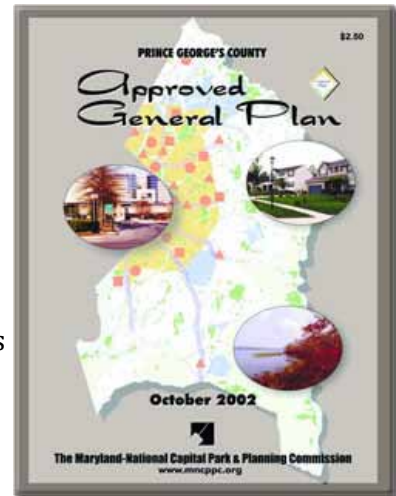 $2.50
PRINCE GEORGE'S COUNTY
Approved
General Plan
October 2002
The Maryland-National Capital Park & Planning Commission
www.mncppc.org
s